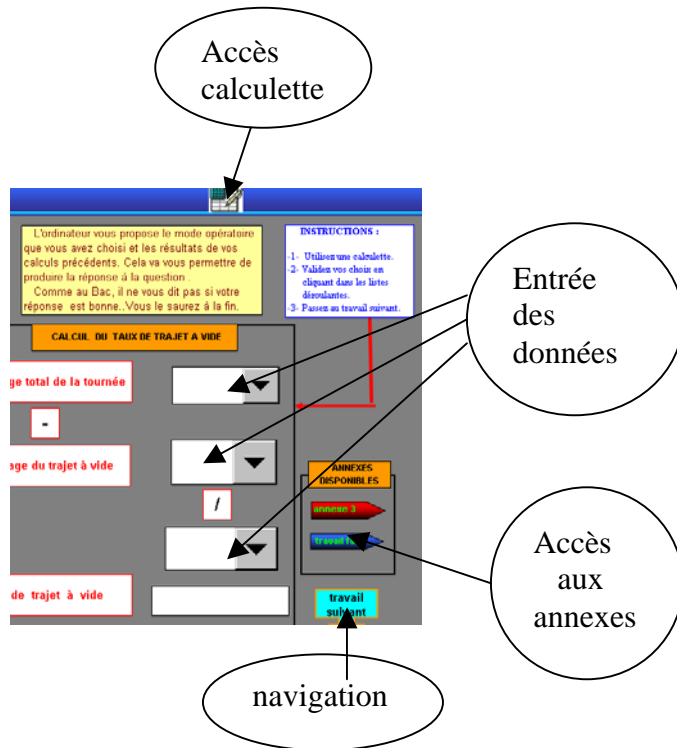 Accès
calculette
L'ordinateur vous propose le mode opératoire
que vous avez choisi et les résultats de vos
calculs précédents. Cela va vous permettre de
produire la réponse à la question .
Comme au Bac, il ne vous dit pas si votre
réponse est bonne..Vous le saurez à la fin.
INSTRUCTIONS :
-1- Utilisez une calculette.
-2- Validez vos choix en
cliquant dans les listes
déroulantes.
-3- Passez au travail suivant.
Entrée
des
données
CALCUL DU TAUX DE TRAJET A VIDE
ge total de la tournée
-
age du trajet à vide
/
ANNEXES
DISPONIBLES
annexe 3
travail
de trajet à vide
travail
suivant
Accès
aux
annexes
navigation